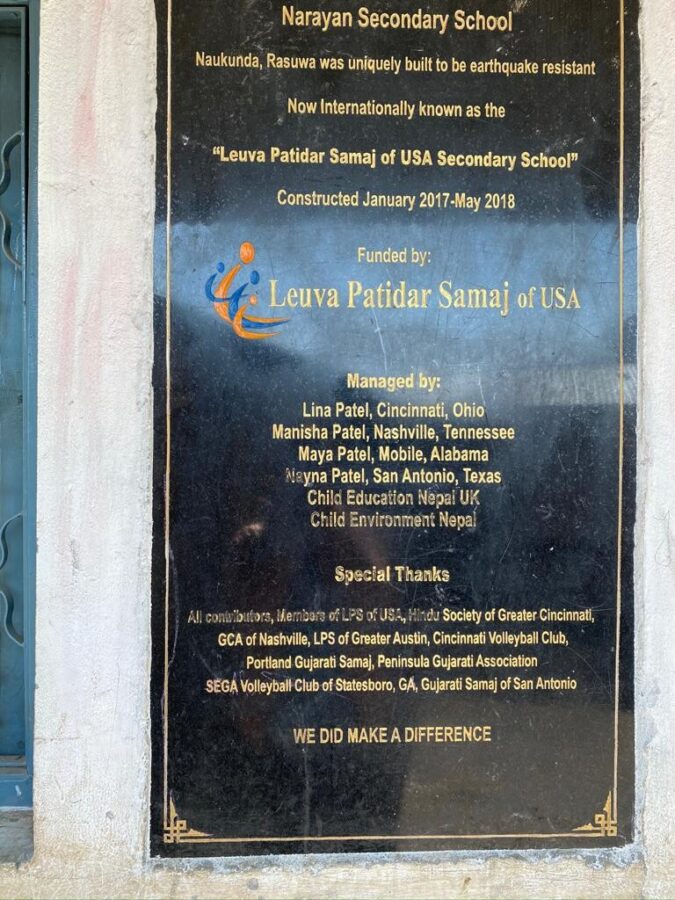 Narayan Secondary School
Naukunda, Rasuwa was uniquely built to be earthquake resistant
Now Internationally known as the
“Leuva Patidar Samaj of USA Secondary School”
Constructed January 2017-May 2018
Funded by:
Leuva Patidar Samaj of USA
Managed by:
Lina Patel, Cincinnati, Ohio
Manisha Patel, Nashville, Tennessee
Maya Patel, Mobile, Alabama
Nayna Patel, San Antonio, Texas
Child Education Nepal UK
Child Environment Nepal
Special Thanks
All contributors, Members of LPS of USA, Hindu Society of Greater Cincinnati,
GCA of Nashville, LPS of Greater Austin, Cincinnati Volleyball Club,
Portland Gujarati Samaj, Peninsula Gujarati Association
SEGA Volleyball Club of Statesboro, GA, Gujarati Samaj of San Antonio
WE DID MAKE A DIFFERENCE